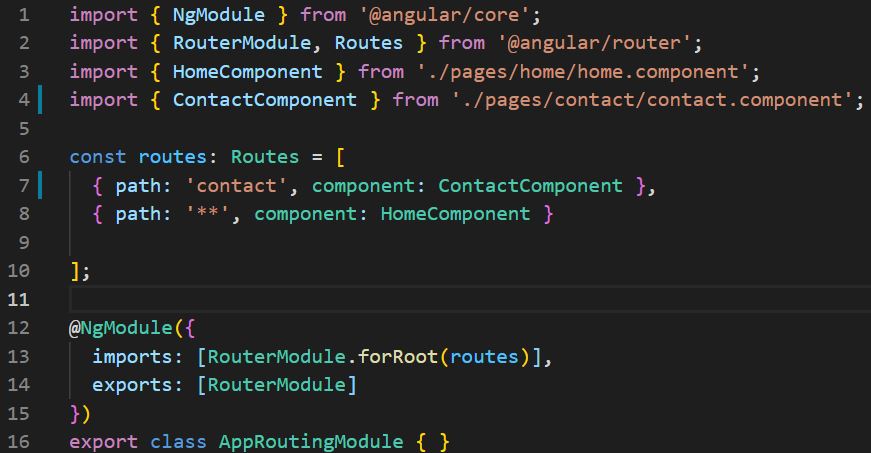 1 import { NgModule } from '@angular/core';
2 import { RouterModule, Routes } from '@angular/router';
3 import { HomeComponent } from './pages/home/home.component';
4 import { ContactComponent } from './pages/contact/contact.component';
5
6 const routes: Routes = [
7   { path: 'contact', component: ContactComponent },
8   { path: '**', component: HomeComponent }
9
10 ];
11
12 @NgModule({
13   imports: [RouterModule.forRoot(routes)],
14   exports: [RouterModule]
15 })
16 export class AppRoutingModule { }